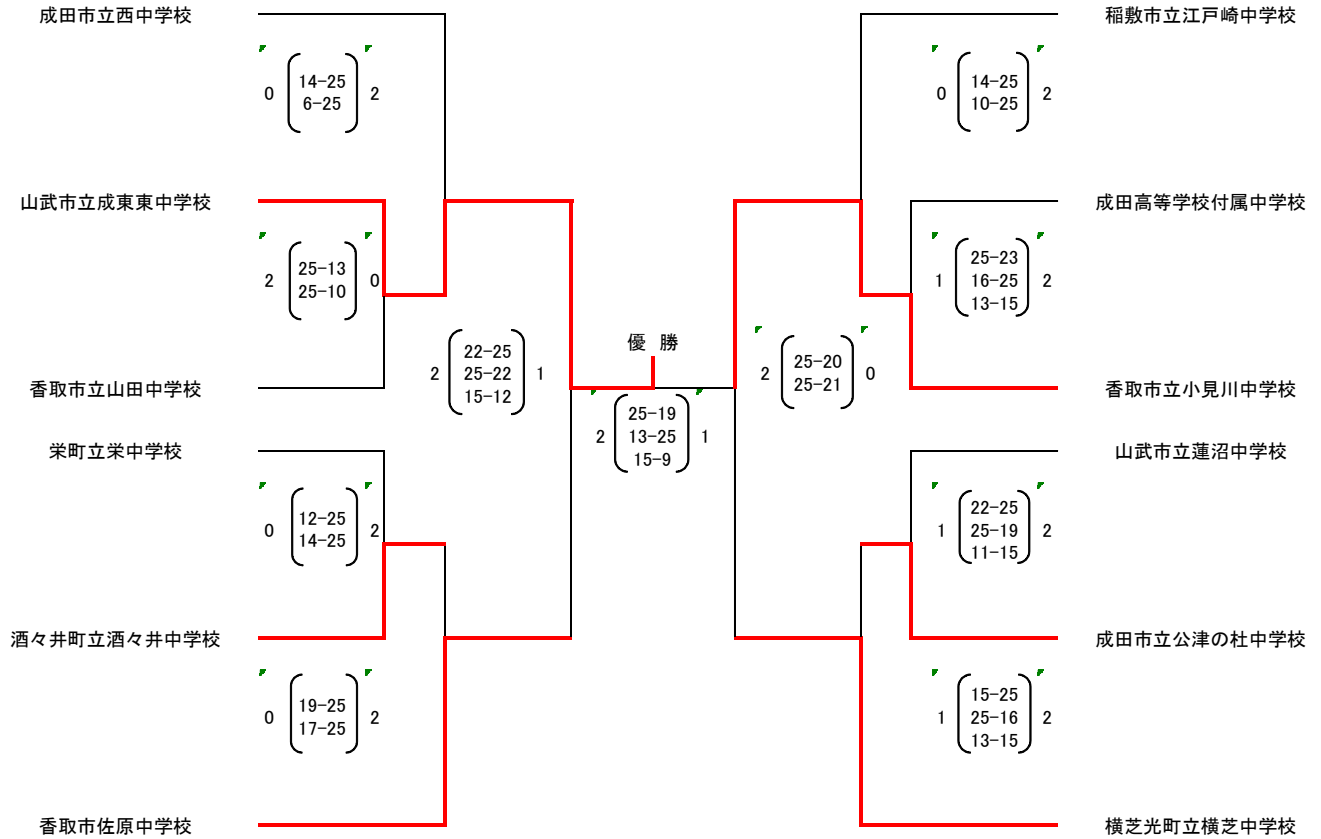 成田市立西中学校
0 14-25 2
6-25
山武市立成東東中学校
2 25-13 0
25-10
香取市立山田中学校
栄町立栄中学校
0 12-25 2
14-25
酒々井町立酒々井中学校
0 19-25 2
17-25
香取市佐原中学校
22-25
2 25-22 1
15-12
優 勝
25-19
2 13-25 1
15-9
2 25-20 0
25-21
稲敷市立江戸崎中学校
0 14-25 2
10-25
成田高等学校付属中学校
25-23
1 16-25 2
13-15
香取市立小見川中学校
山武市立蓮沼中学校
22-25
1 25-19 2
11-15
成田市立公津の杜中学校
15-25
1 25-16 2
13-15
横芝光町立横芝中学校